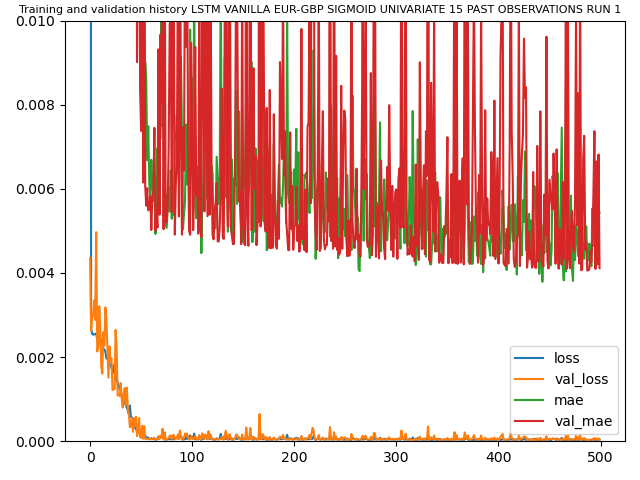 Training and validation history LSTM VANILLA EUR-GBP SIGMOID UNIVARIATE 15 PAST OBSERVATIONS RUN 1
0.010
0.008
0.006
0.004
0.002
0.000
loss
val_loss
mae
val_mae
0 100 200 300 400 500